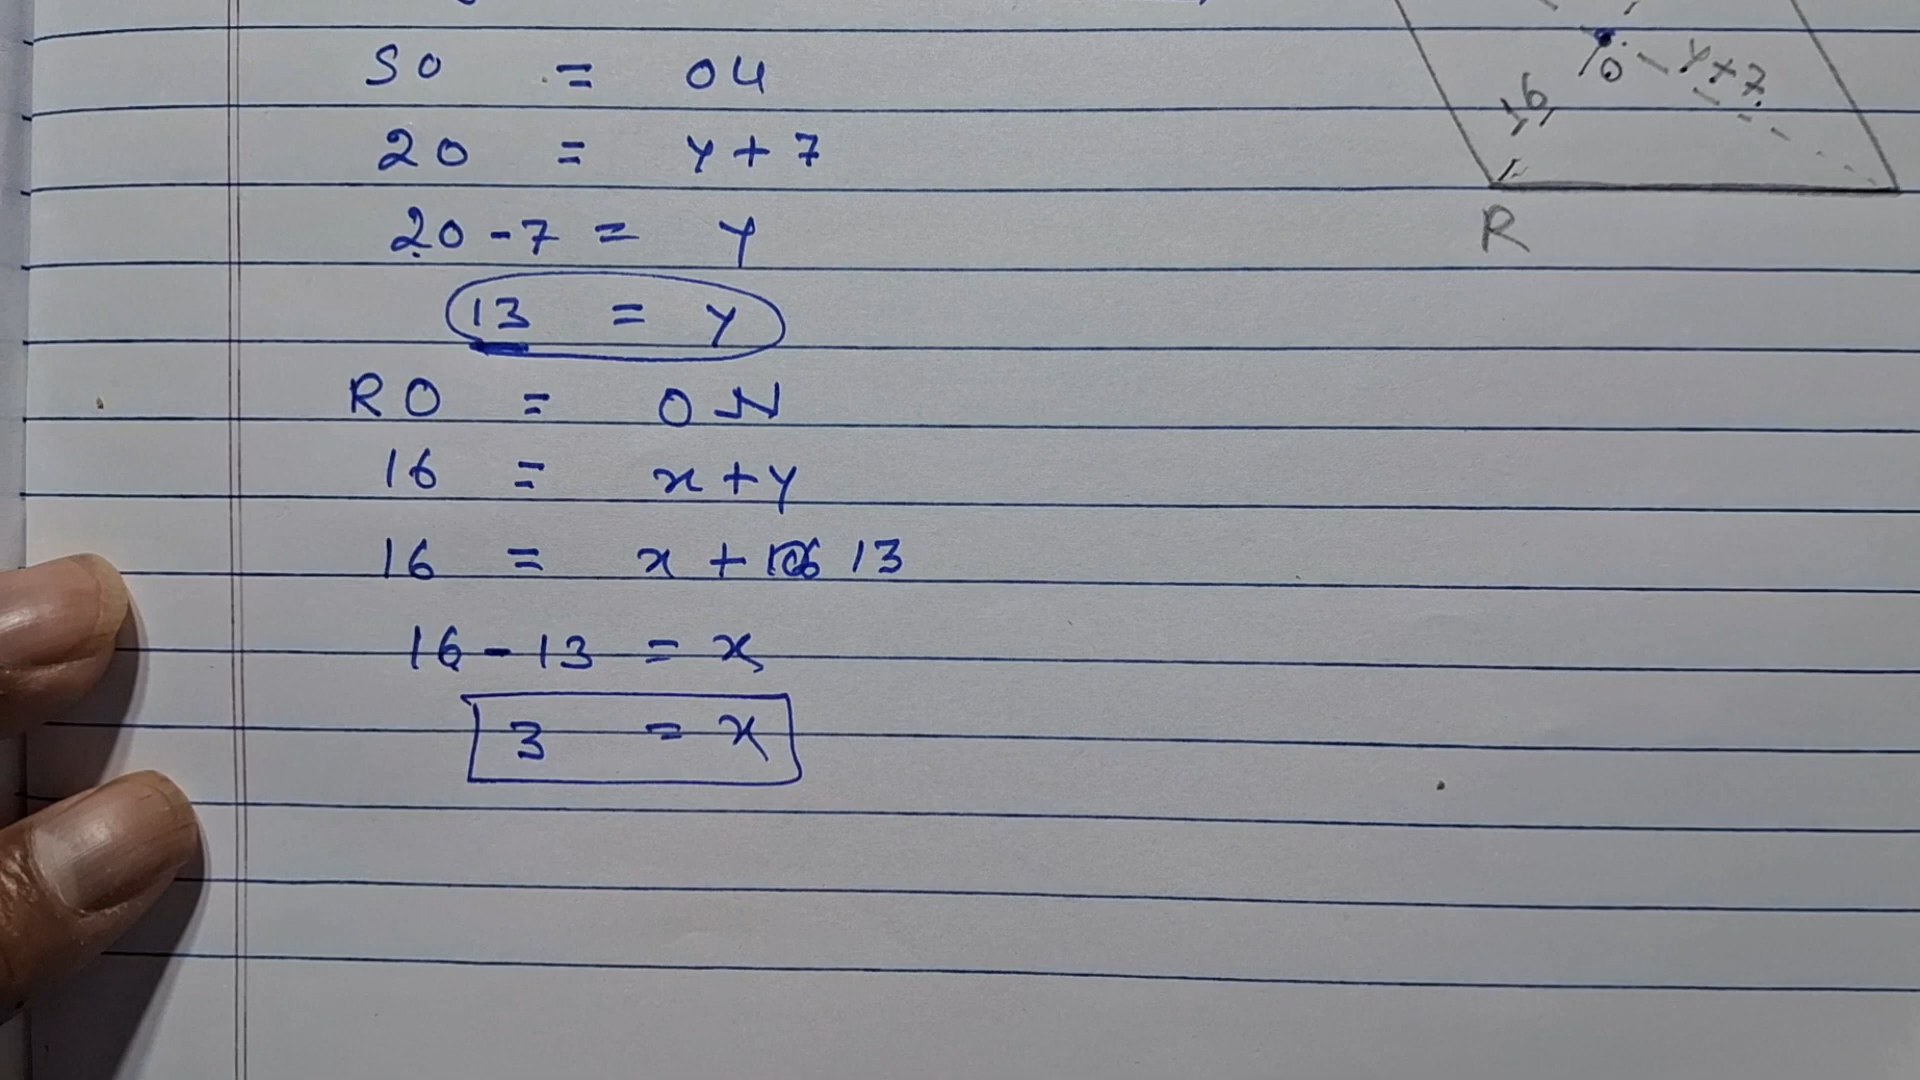 SO = OU
20 = y + 7
20 - 7 = y
13 = y
RO = ON
16 = x + y
16 = x + 13
16 - 13 = x
3 = x
O
y + 7
16
R